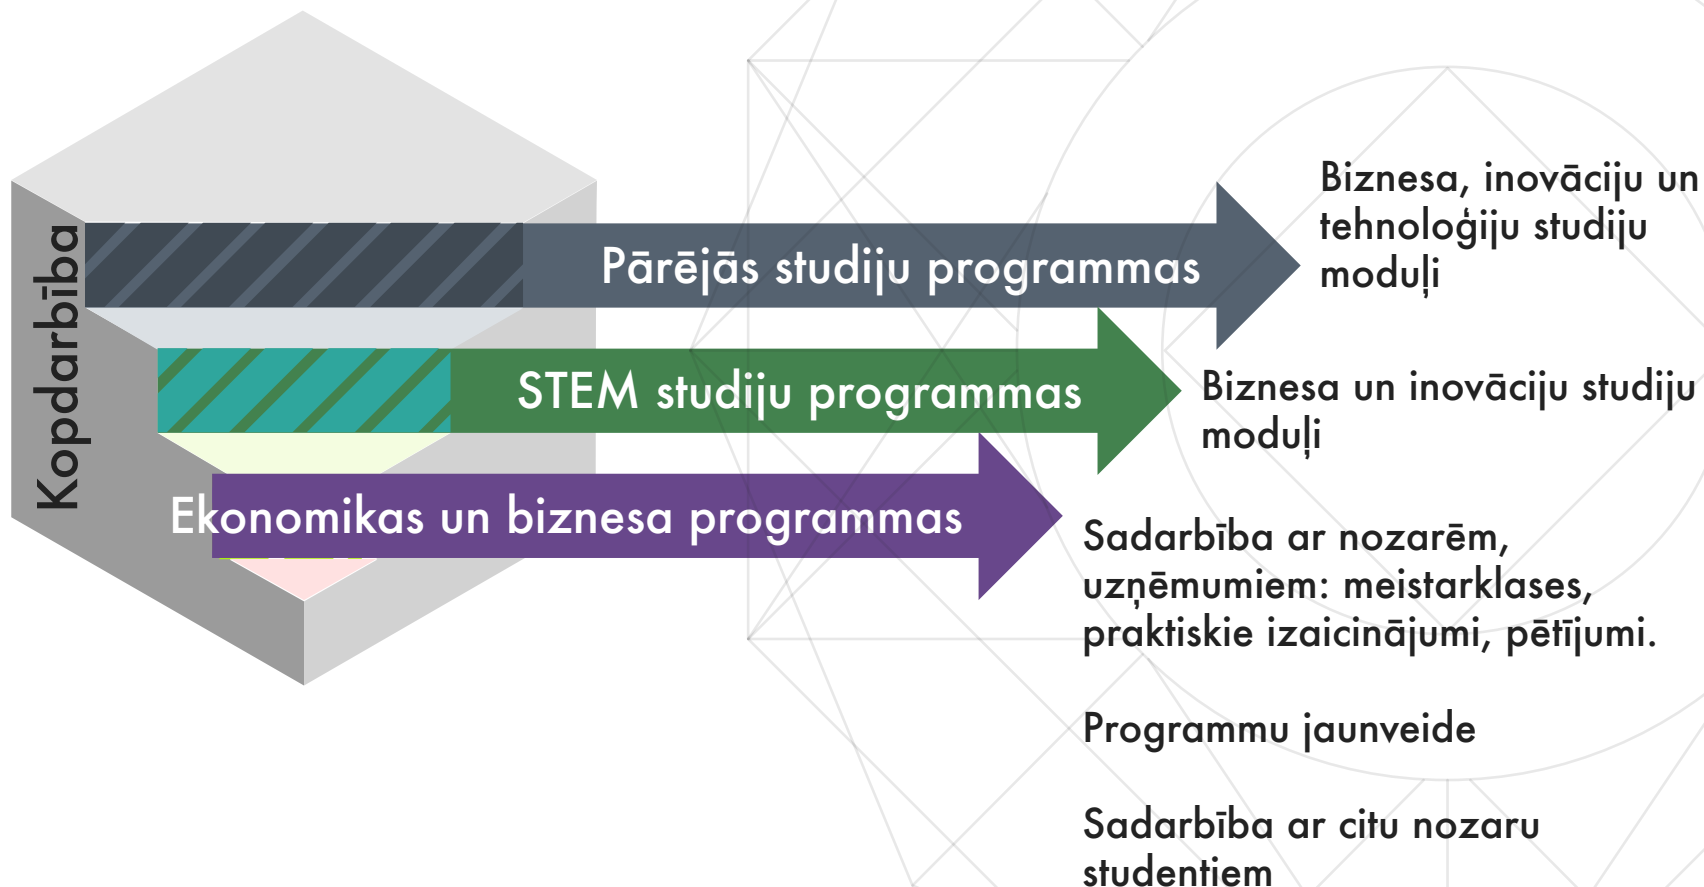 Kopdarbība
Pārējās studiju programmas
Biznesa, inovāciju un
tehnoloģiju studiju
moduļi
STEM studiju programmas
Biznesa un inovāciju studiju
moduļi
Ekonomikas un biznesa programmas
Sadarbība ar nozarēm,
uzņēmumiem: meistarklases,
praktiskie izaicinājumi, pētījumi.
Programmu jaunveide
Sadarbība ar citu nozaru
studentiem